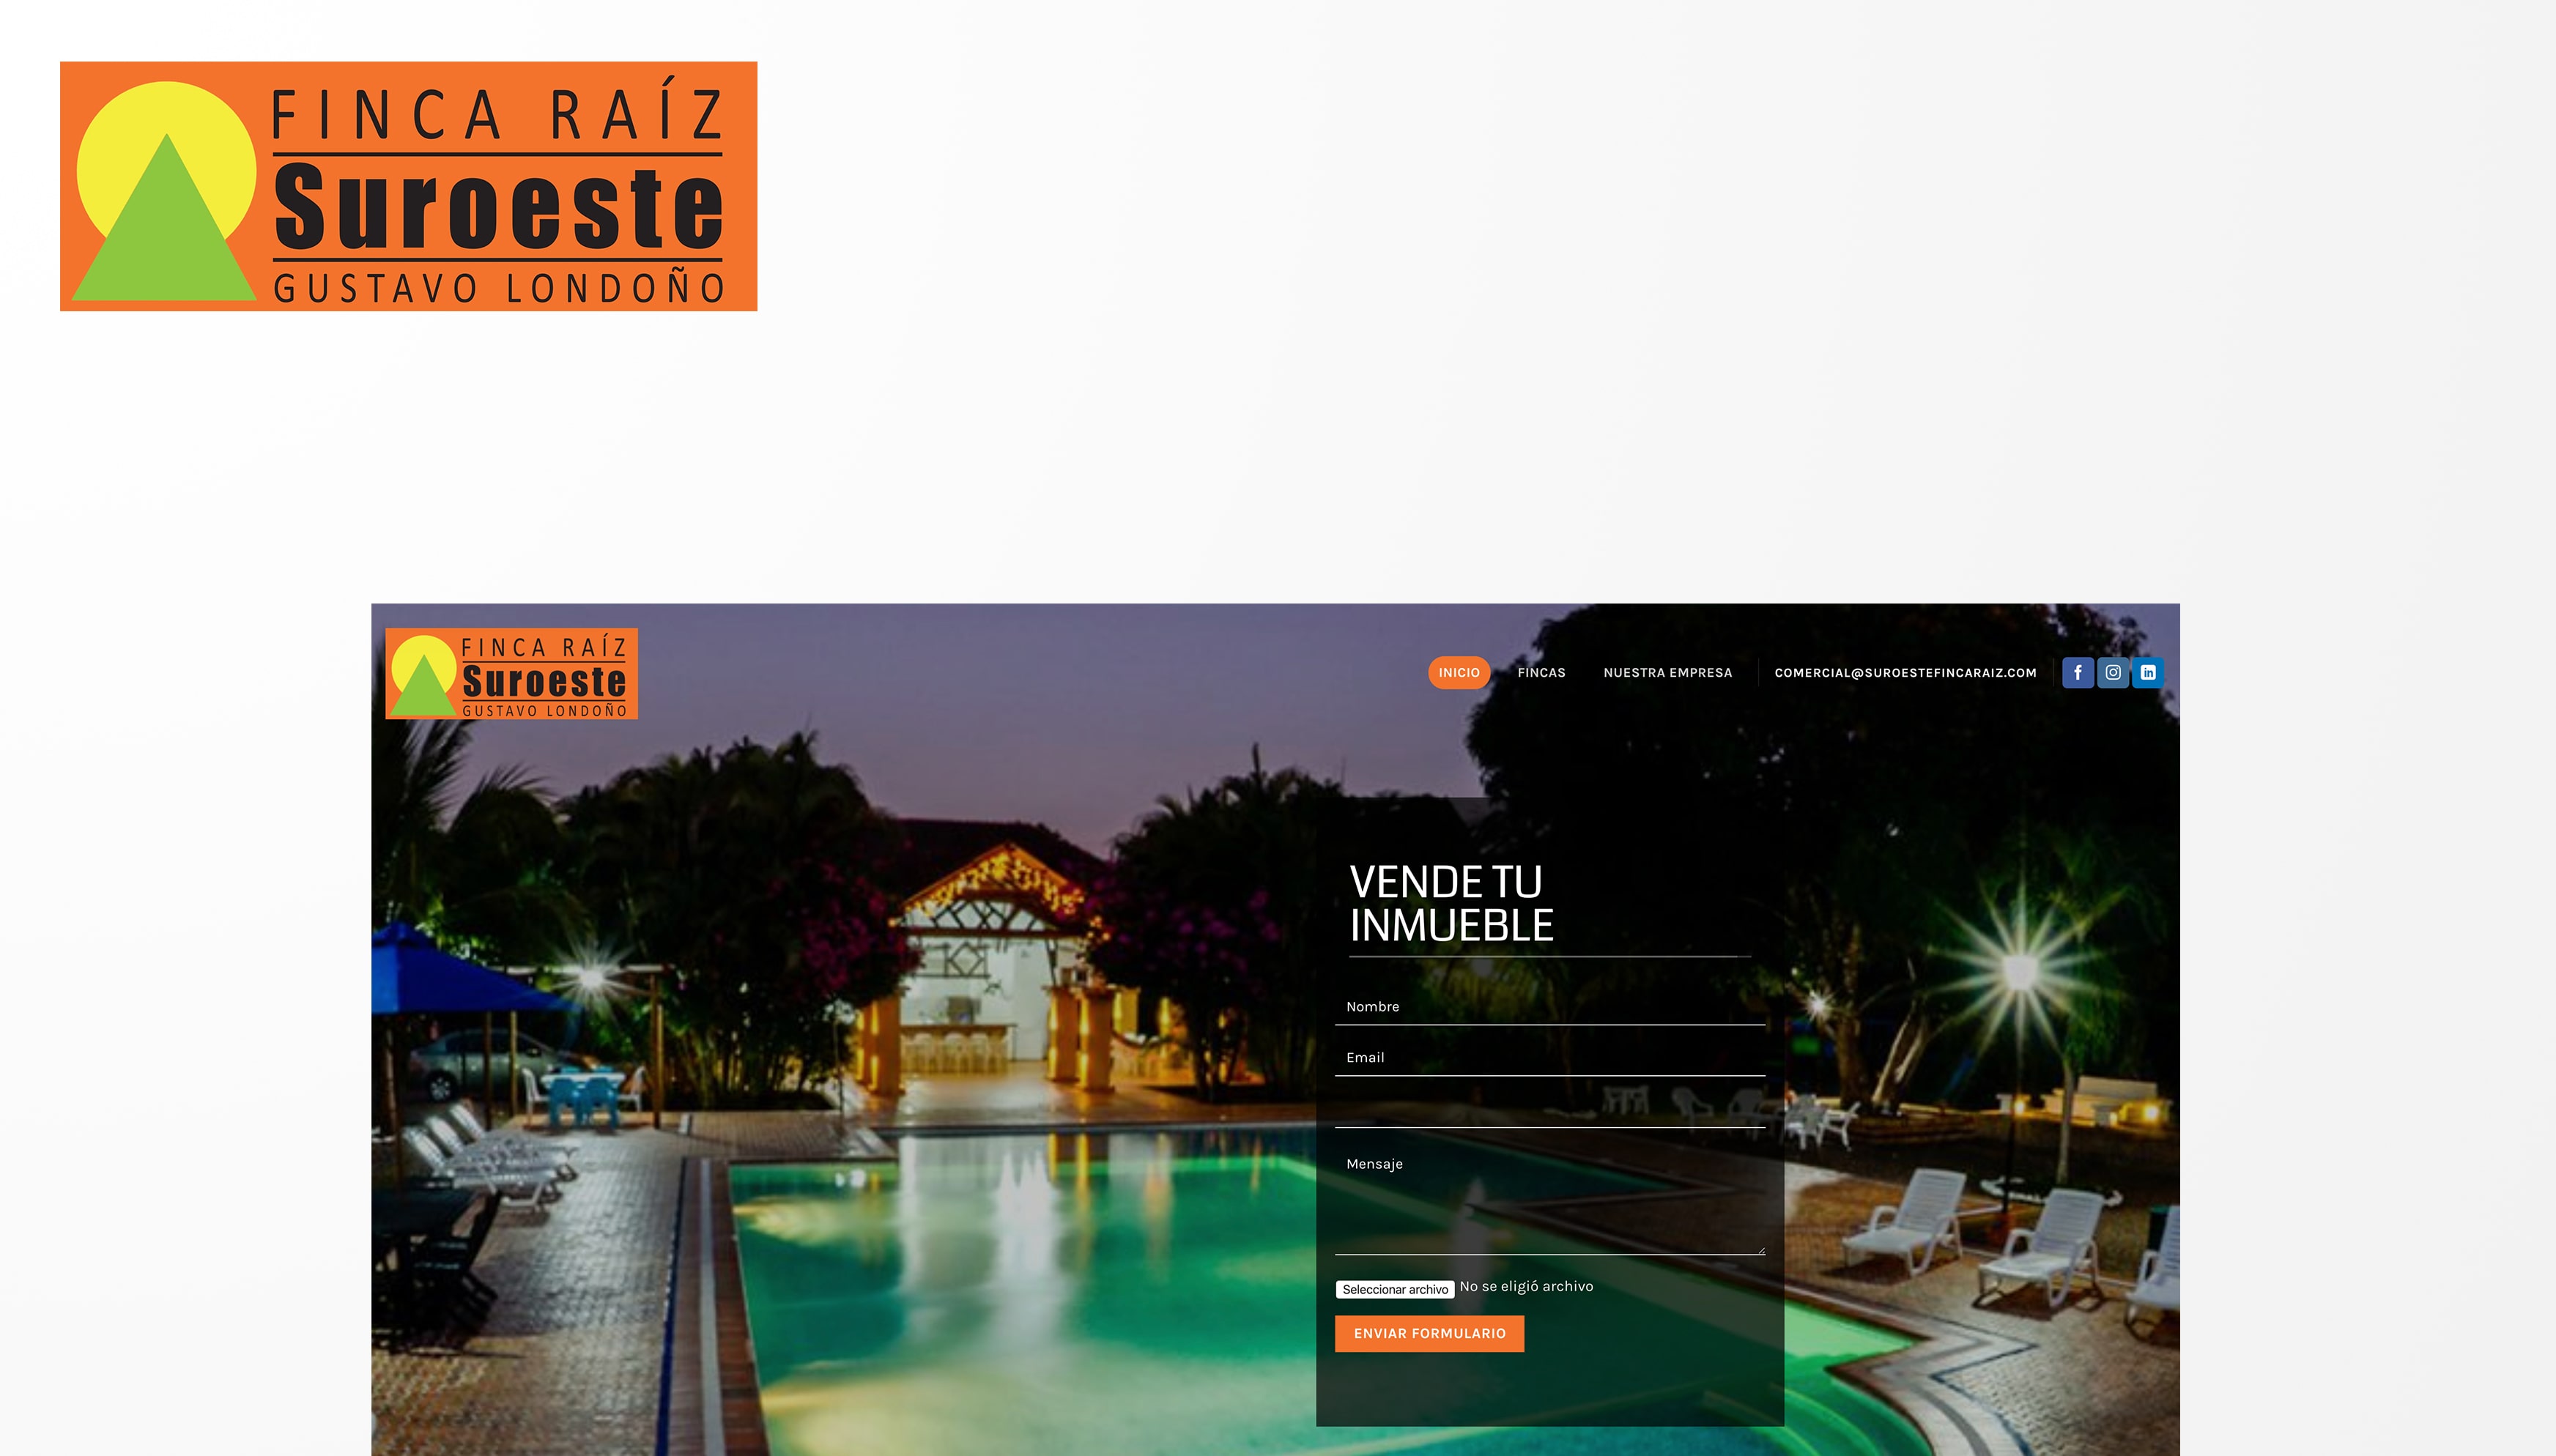 FINCA RAÍZ
Suroeste
GUSTAVO LONDOÑO
FINCA RAÍZ
Suroeste
GUSTAVO LONDOÑO
INICIO FINCAS NUESTRA EMPRESA COMERCIAL@SUROESTEFINCARAIZ.COM f in
VENDE TU
INMUEBLE
Nombre
Email
Mensaje
Seleccionar archivo No se eligió archivo
ENVIAR FORMULARIO